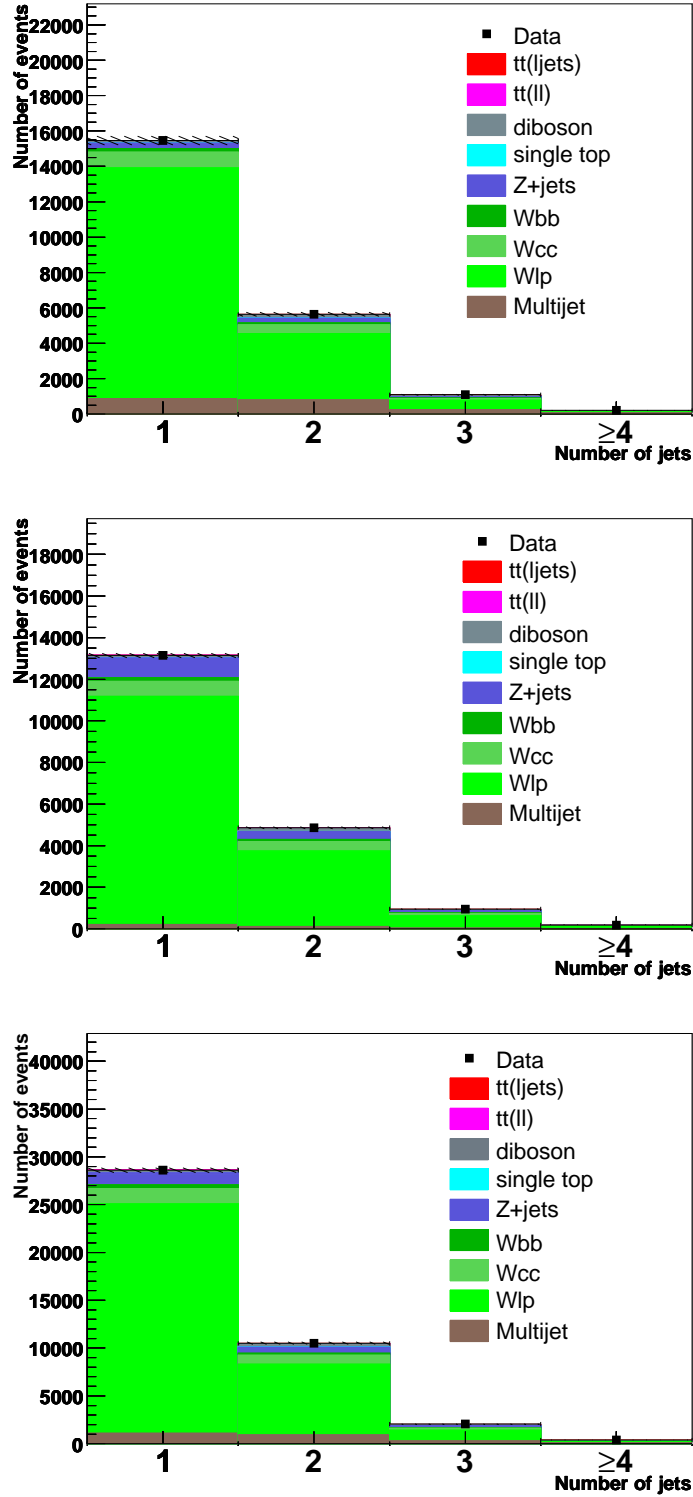 Number of events
22000
20000
18000
16000
14000
12000
10000
8000
6000
4000
2000
0
Data
tt(ljets)
tt(ll)
diboson
single top
Z+jets
Wbb
Wcc
Wlp
Multijet
1 2 3 ≥4
Number of jets
Number of events
18000
16000
14000
12000
10000
8000
6000
4000
2000
0
Data
tt(ljets)
tt(ll)
diboson
single top
Z+jets
Wbb
Wcc
Wlp
Multijet
1 2 3 ≥4
Number of jets
Number of events
40000
35000
30000
25000
20000
15000
10000
5000
0
Data
tt(ljets)
tt(ll)
diboson
single top
Z+jets
Wbb
Wcc
Wlp
Multijet
1 2 3 ≥4
Number of jets